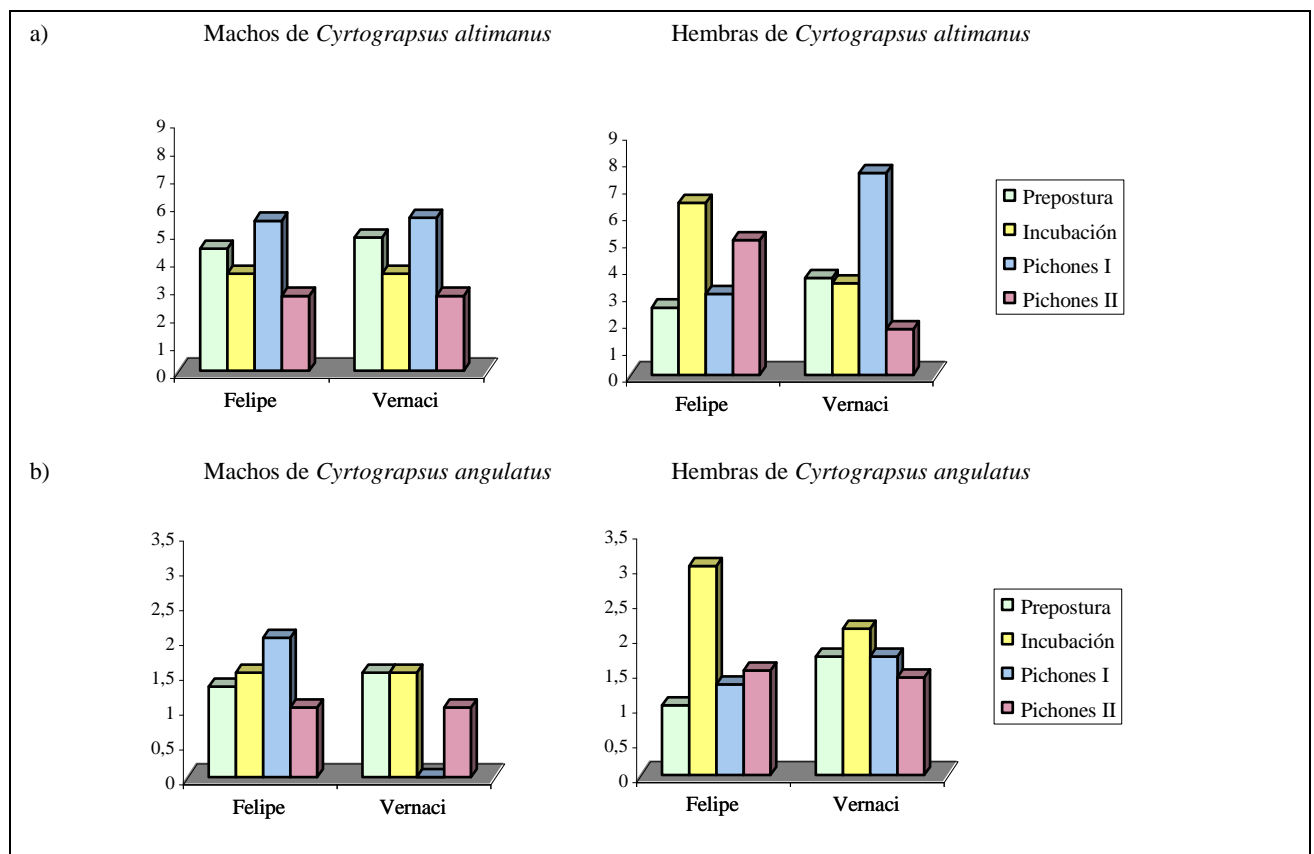 a) Machos de Cyrtograpsus altimanus Hembras de Cyrtograpsus altimanus
9
8
7
6
5
4
3
2
1
0
Felipe Vernaci
9
8
7
6
5
4
3
2
1
0
Felipe Vernaci
Prepostura
Incubación
Pichones I
Pichones II
b) Machos de Cyrtograpsus angulatus Hembras de Cyrtograpsus angulatus
3,5
3
2,5
2
1,5
1
0,5
0
Felipe Vernaci
3,5
3
2,5
2
1,5
1
0,5
0
Felipe Vernaci
Prepostura
Incubación
Pichones I
Pichones II